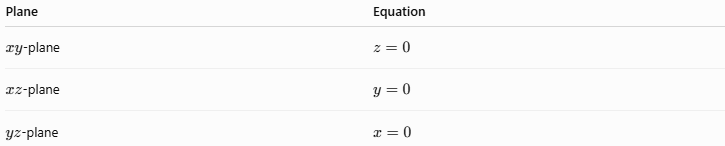 Plane Equation
xy-plane z = 0
xz-plane y = 0
yz-plane x = 0